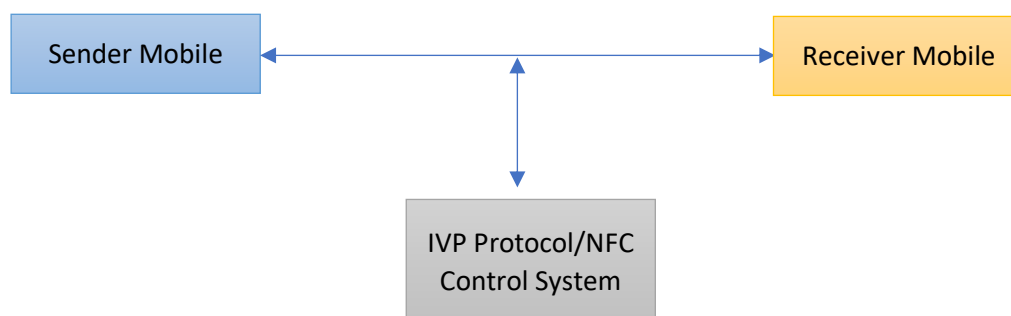 Sender Mobile
Receiver Mobile
IVP Protocol/NFC
Control System